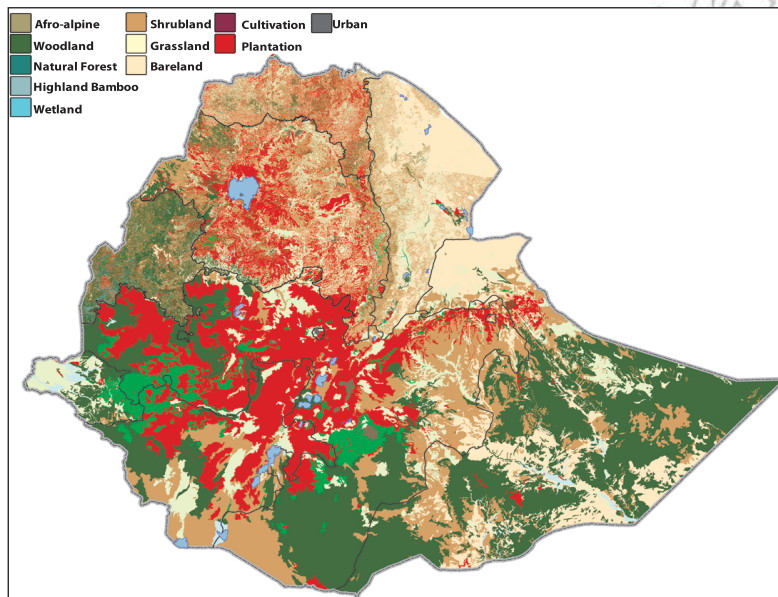 Afro-alpine Shrubland Cultivation Urban
Woodland Grassland Plantation
Natural Forest Bareland
Highland Bamboo
Wetland